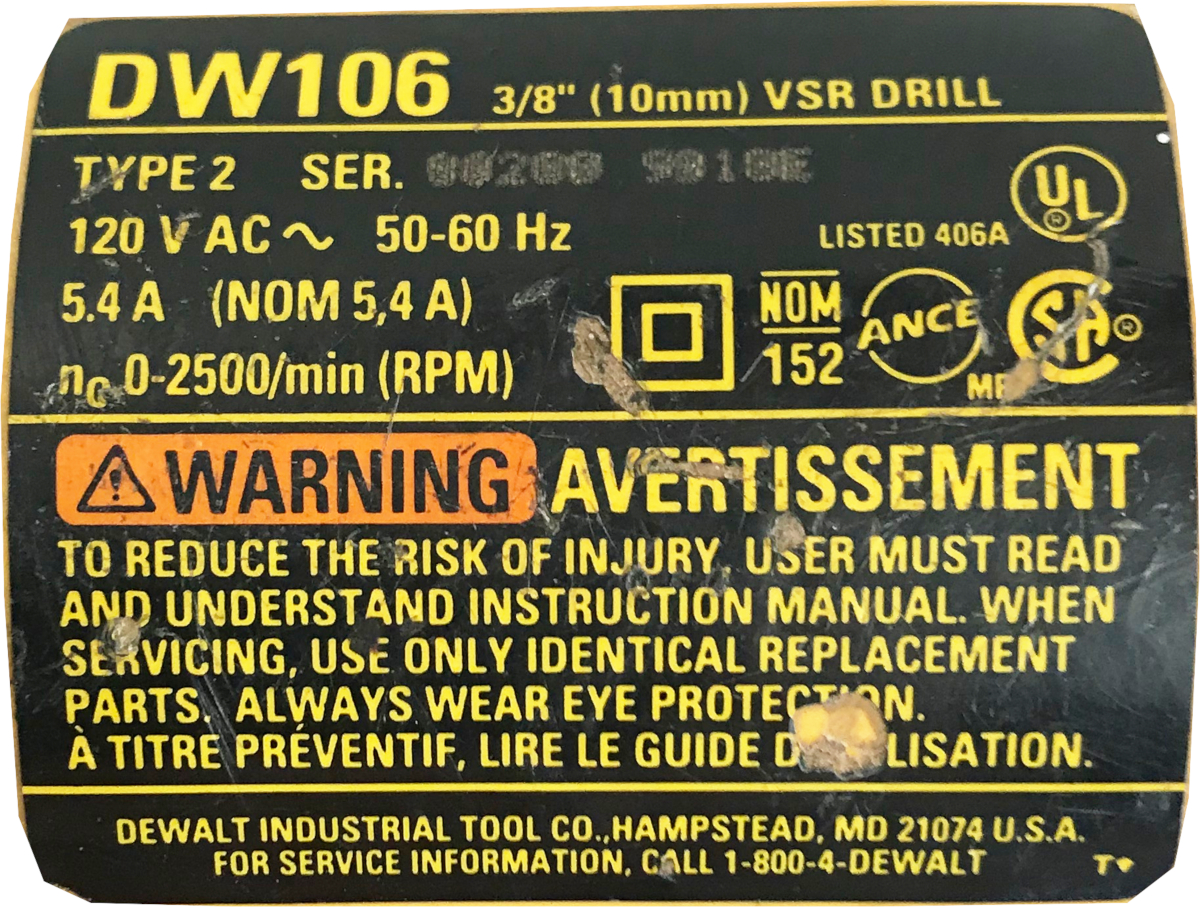 DW106 3/8" (10mm) VSR DRILL
TYPE 2 SER.
120 V AC ~ 50-60 Hz
LISTED 406A UL ®
5.4 A (NOM 5,4 A)
NOM
152
ANCE
SA ®
n₀ 0-2500/min (RPM)
⚠ WARNING AVERTISSEMENT
TO REDUCE THE RISK OF INJURY, USER MUST READ
AND UNDERSTAND INSTRUCTION MANUAL. WHEN
SERVICING, USE ONLY IDENTICAL REPLACEMENT
PARTS. ALWAYS WEAR EYE PROTECTION.
À TITRE PRÉVENTIF, LIRE LE GUIDE
DEWALT INDUSTRIAL TOOL CO.,HAMPSTEAD, MD 21074 U.S.A.
FOR SERVICE INFORMATION, CALL 1-800-4-DEWALT